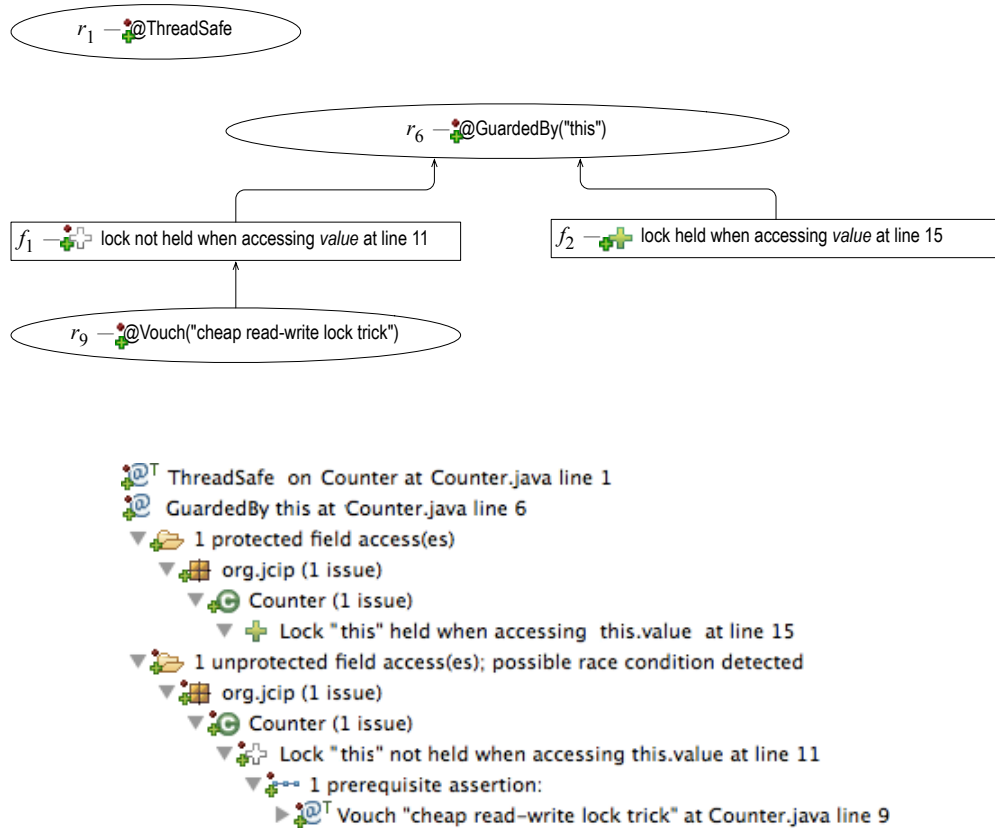 r1 — @ThreadSafe
r6 — @GuardedBy("this")
f1 — lock not held when accessing value at line 11
f2 — lock held when accessing value at line 15
r9 — @Vouch("cheap read-write lock trick")
@T ThreadSafe on Counter at Counter.java line 1
@ GuardedBy this at Counter.java line 6
1 protected field access(es)
org.jcip (1 issue)
C Counter (1 issue)
Lock "this" held when accessing this.value at line 15
1 unprotected field access(es); possible race condition detected
org.jcip (1 issue)
C Counter (1 issue)
Lock "this" not held when accessing this.value at line 11
1 prerequisite assertion:
@T Vouch "cheap read-write lock trick" at Counter.java line 9